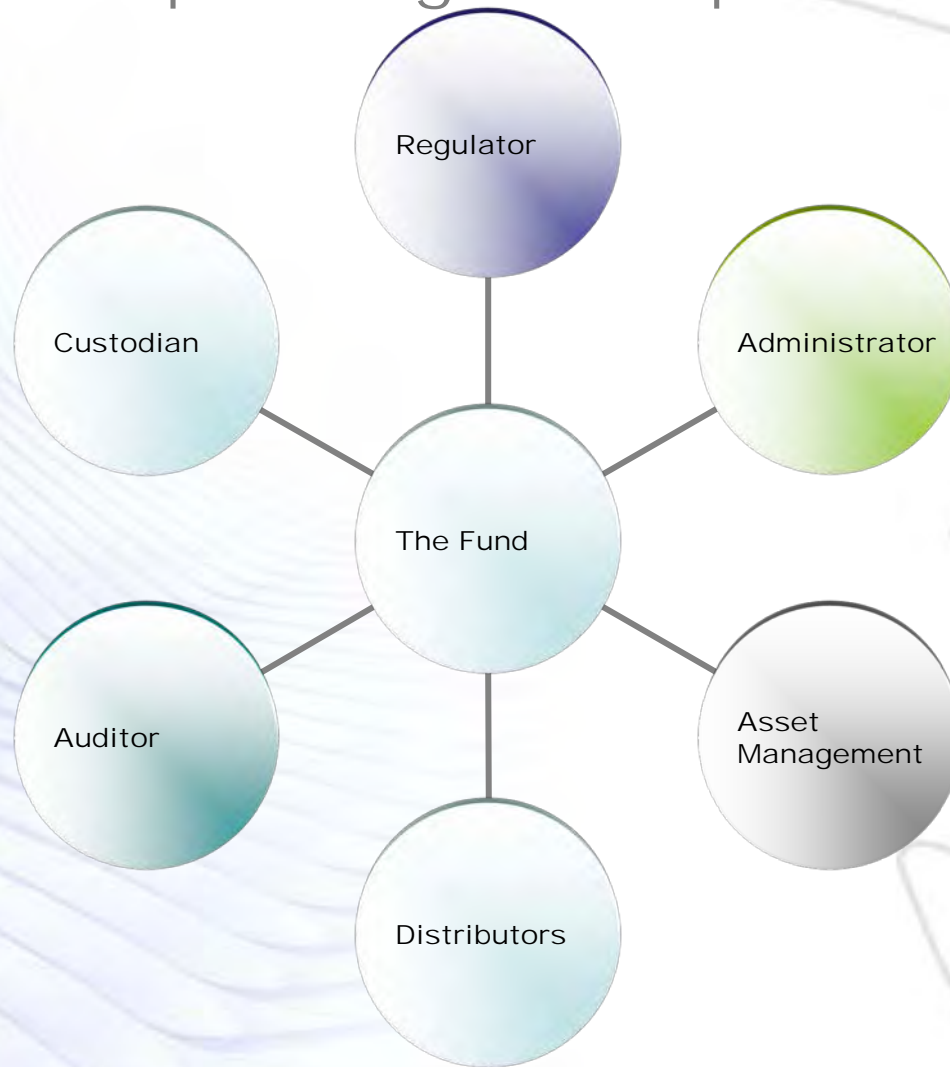 Regulator
Custodian
Administrator
The Fund
Auditor
Asset
Management
Distributors